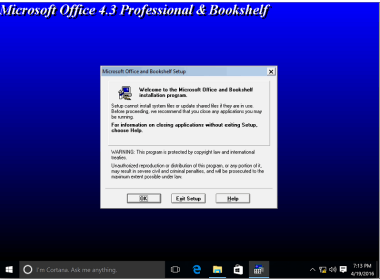 Microsoft Office 4.3 Professional & Bookshelf
Microsoft Office and Bookshelf Setup
Welcome to the Microsoft Office and Bookshelf
installation program.
Setup cannot install system files or update shared files if they are in use.
Before proceeding, we recommend that you close any applications you may
be running.
For information on closing applications without exiting Setup,
choose Help.
WARNING: This program is protected by copyright law and international
treaties.
Unauthorized reproduction or distribution of this program, or any portion of it,
may result in severe civil and criminal penalties, and will be prosecuted to the
maximum extent possible under law.
OK
Exit Setup
Help
I'm Cortana. Ask me anything.
7:13 PM
4/19/2016